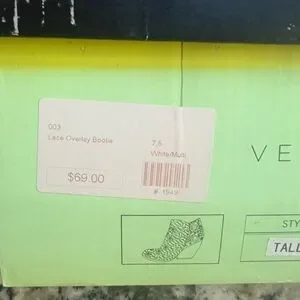 003
Lace Overlay Bootie
7.5
White/Multi
$69.00
VE
STY
TALL